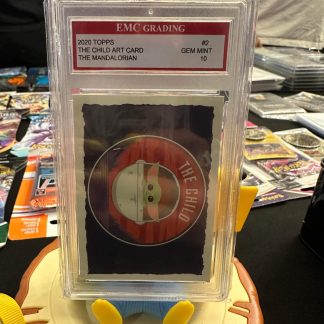 EMC GRADING
2020 TOPPS #2
THE CHILD ART CARD GEM MINT
THE MANDALORIAN 10
THE CHILD